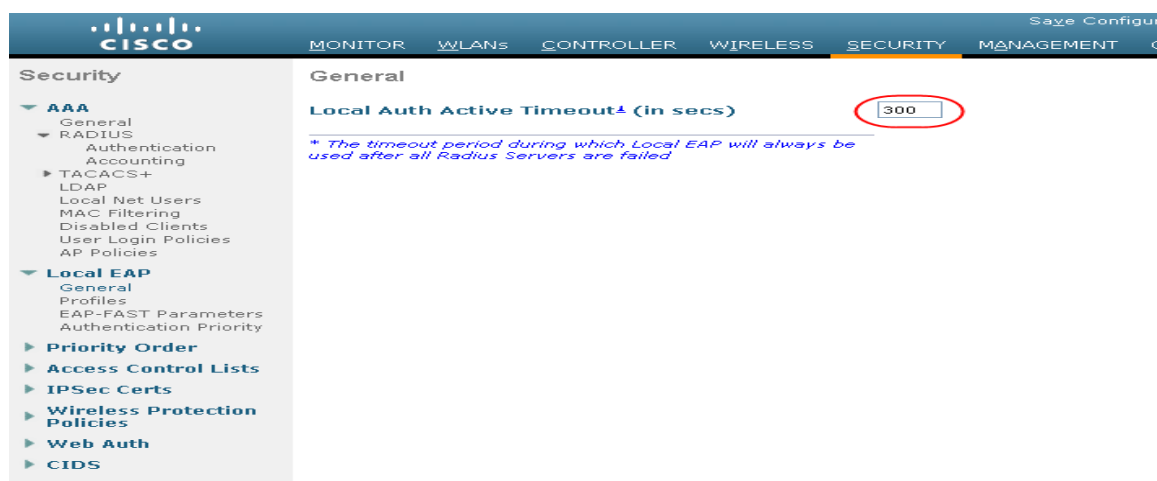 Save Configu
CISCO
MONITOR WLANs CONTROLLER WIRELESS SECURITY MANAGEMENT C
Security
AAA
General
RADIUS
Authentication
Accounting
TACACS+
LDAP
Local Net Users
MAC Filtering
Disabled Clients
User Login Policies
AP Policies
Local EAP
General
Profiles
EAP-FAST Parameters
Authentication Priority
Priority Order
Access Control Lists
IPSec Certs
Wireless Protection
Policies
Web Auth
CIDS
General
Local Auth Active Timeout¹ (in secs) 300
* The timeout period during which Local EAP will always be
used after all Radius Servers are failed